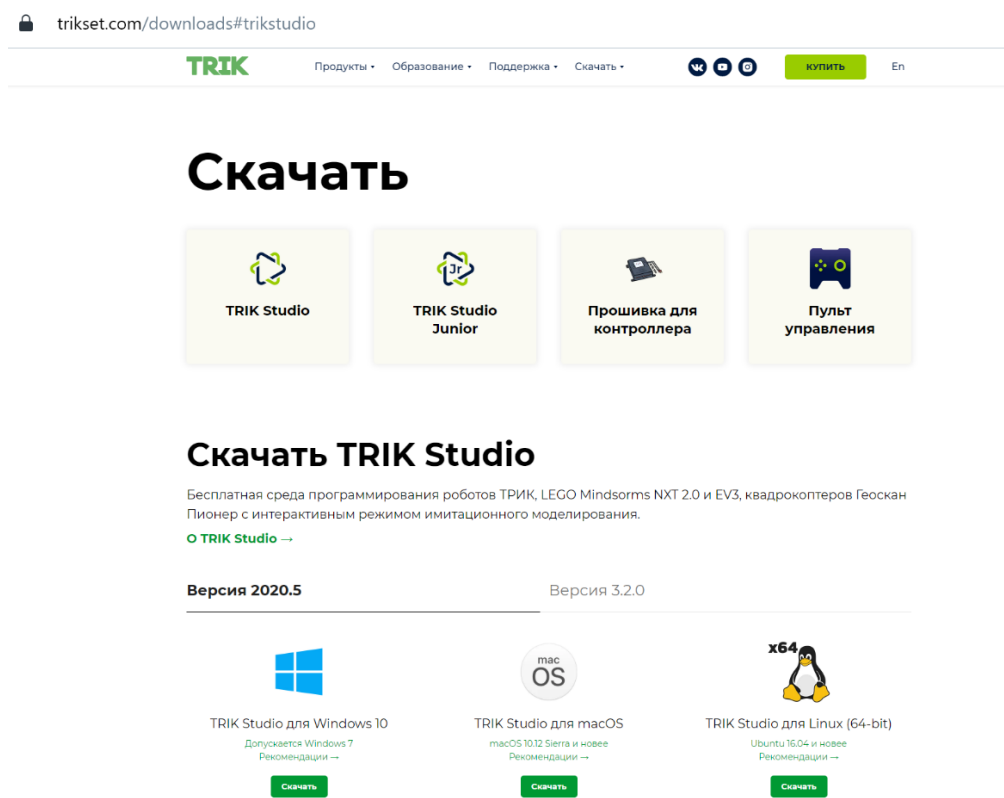 trikset.com/downloads#trikstudio
TRIK Продукты • Образование • Поддержка • Скачать • КУПИТЬ En
Скачать
TRIK Studio
Jr
TRIK Studio
Junior
Прошивка для
контроллера
Пульт
управления
Скачать TRIK Studio
Бесплатная среда программирования роботов ТРИК, LEGO Mindsorms NXT 2.0 и EV3, квадрокоптеров Геоскан
Пионер с интерактивным режимом имитационного моделирования.
О TRIK Studio →
Версия 2020.5 Версия 3.2.0
mac
OS
x64
TRIK Studio для Windows 10
Допускается Windows 7
Рекомендации →
Скачать
TRIK Studio для macOS
macOS 10.12 Sierra и новее
Рекомендации →
Скачать
TRIK Studio для Linux (64-bit)
Ubuntu 16.04 и новее
Рекомендации →
Скачать